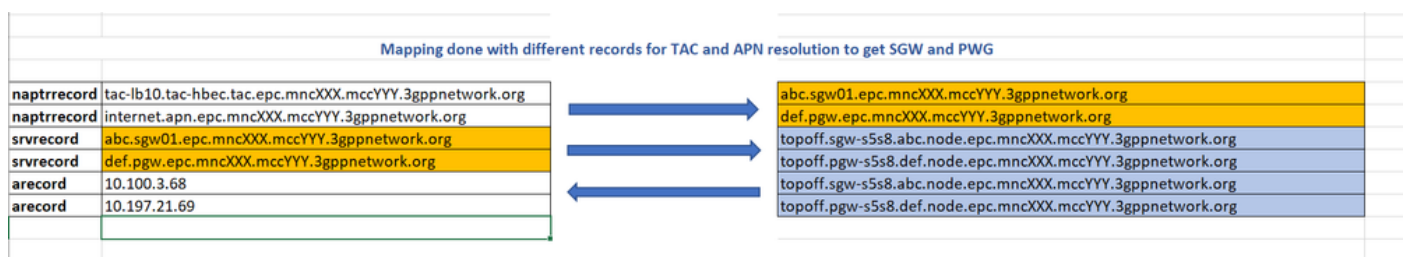 Mapping done with different records for TAC and APN resolution to get SGW and PWG
naptrrecord tac-lb10.tac-hbec.tac.epc.mncXXX.mccYYY.3gppnetwork.org abc.sgw01.epc.mncXXX.mccYYY.3gppnetwork.org
naptrrecord internet.apn.epc.mncXXX.mccYYY.3gppnetwork.org def.pgw.epc.mncXXX.mccYYY.3gppnetwork.org
srvrecord abc.sgw01.epc.mncXXX.mccYYY.3gppnetwork.org topoff.sgw-s5s8.abc.node.epc.mncXXX.mccYYY.3gppnetwork.org
srvrecord def.pgw.epc.mncXXX.mccYYY.3gppnetwork.org topoff.pgw-s5s8.def.node.epc.mncXXX.mccYYY.3gppnetwork.org
arecord 10.100.3.68 topoff.sgw-s5s8.abc.node.epc.mncXXX.mccYYY.3gppnetwork.org
arecord 10.197.21.69 topoff.pgw-s5s8.def.node.epc.mncXXX.mccYYY.3gppnetwork.org